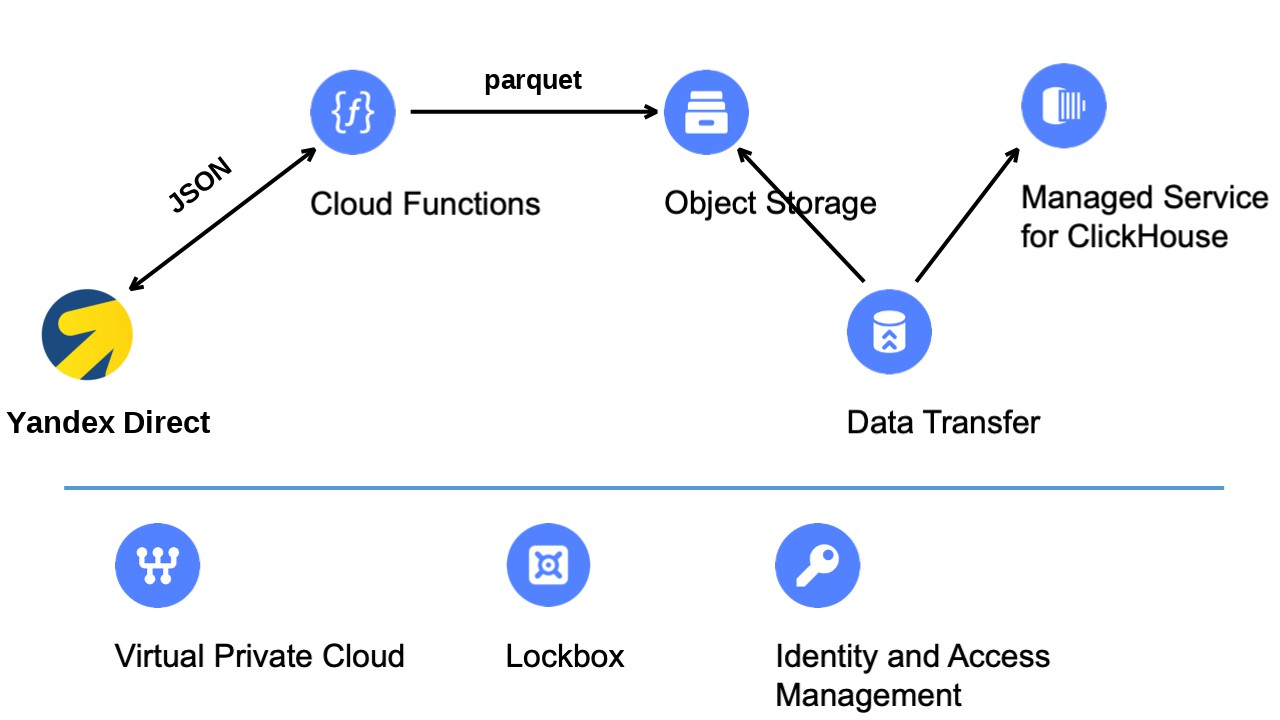 parquet
JSON
Cloud Functions
Object Storage
Managed Service
for ClickHouse
Yandex Direct
Data Transfer
Virtual Private Cloud
Lockbox
Identity and Access
Management